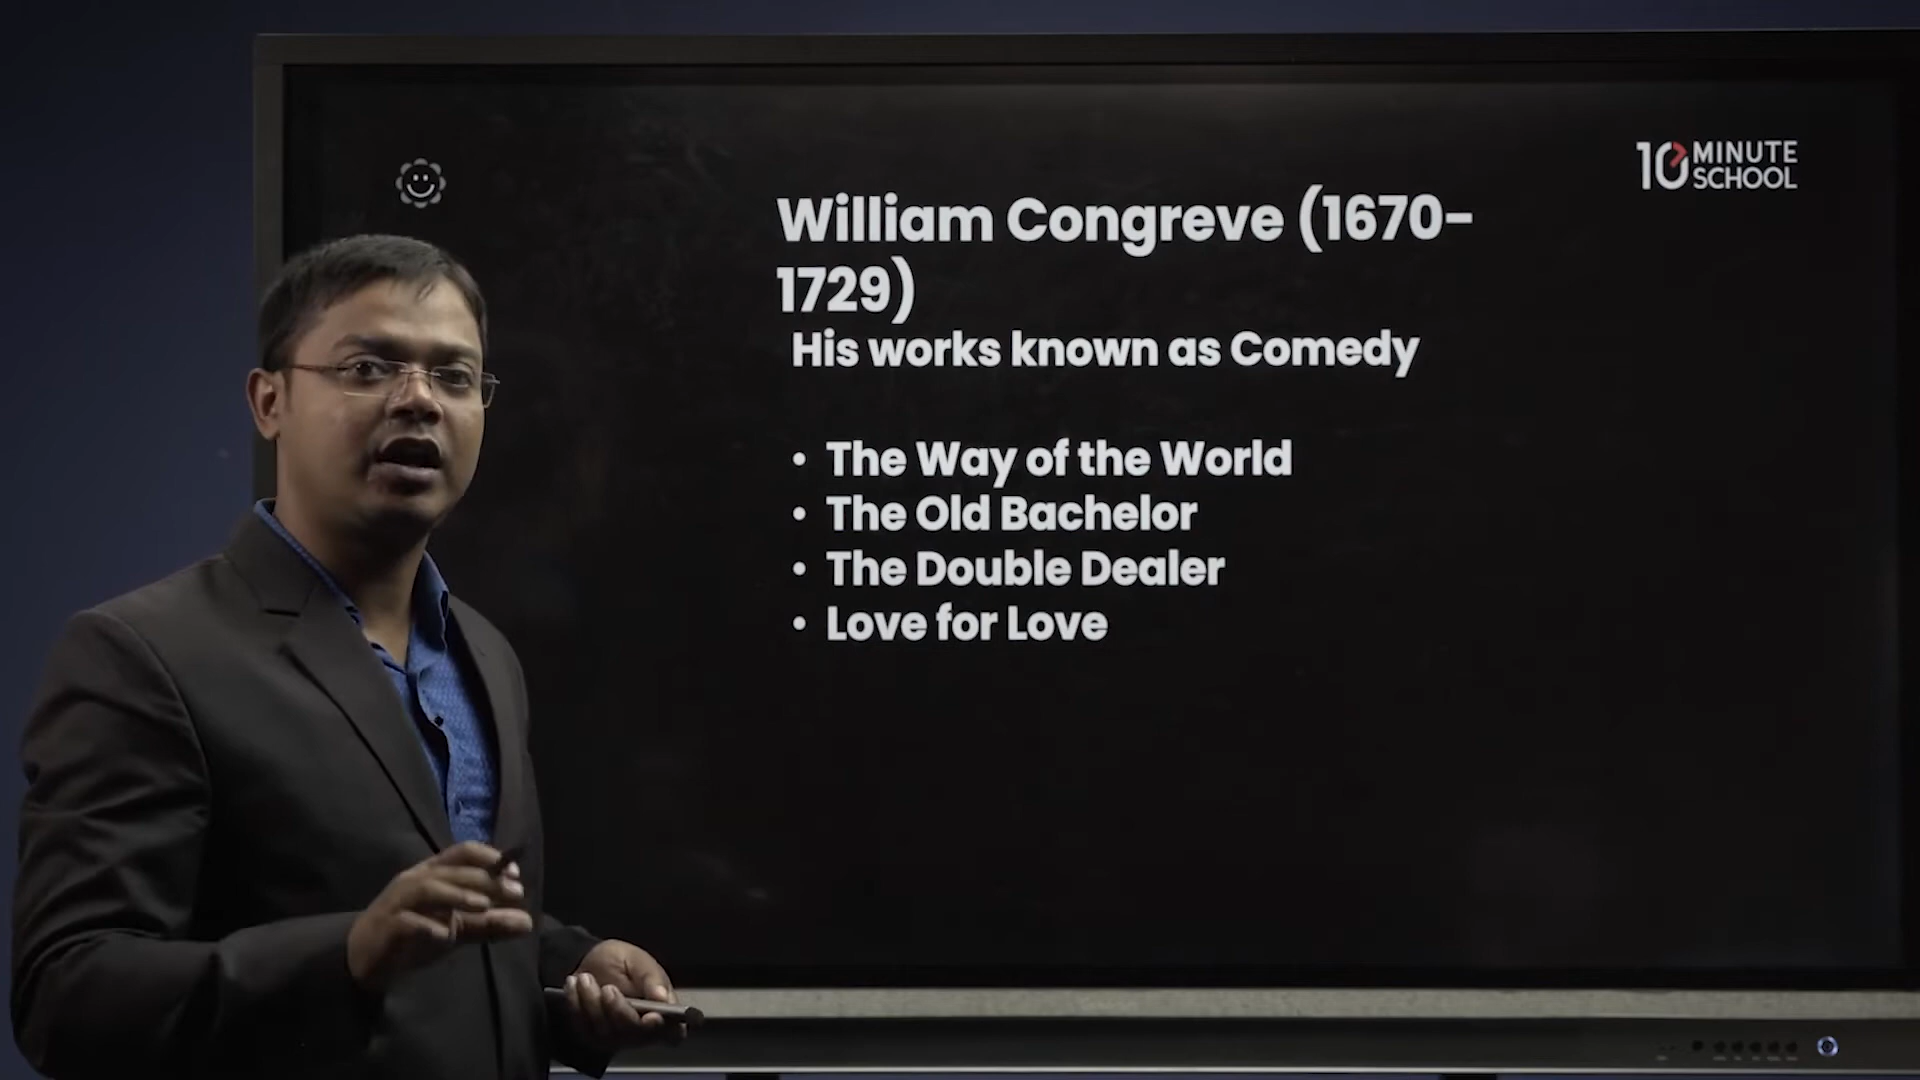 10 MINUTE
SCHOOL
William Congreve (1670-
1729)
His works known as Comedy
• The Way of the World
• The Old Bachelor
• The Double Dealer
• Love for Love